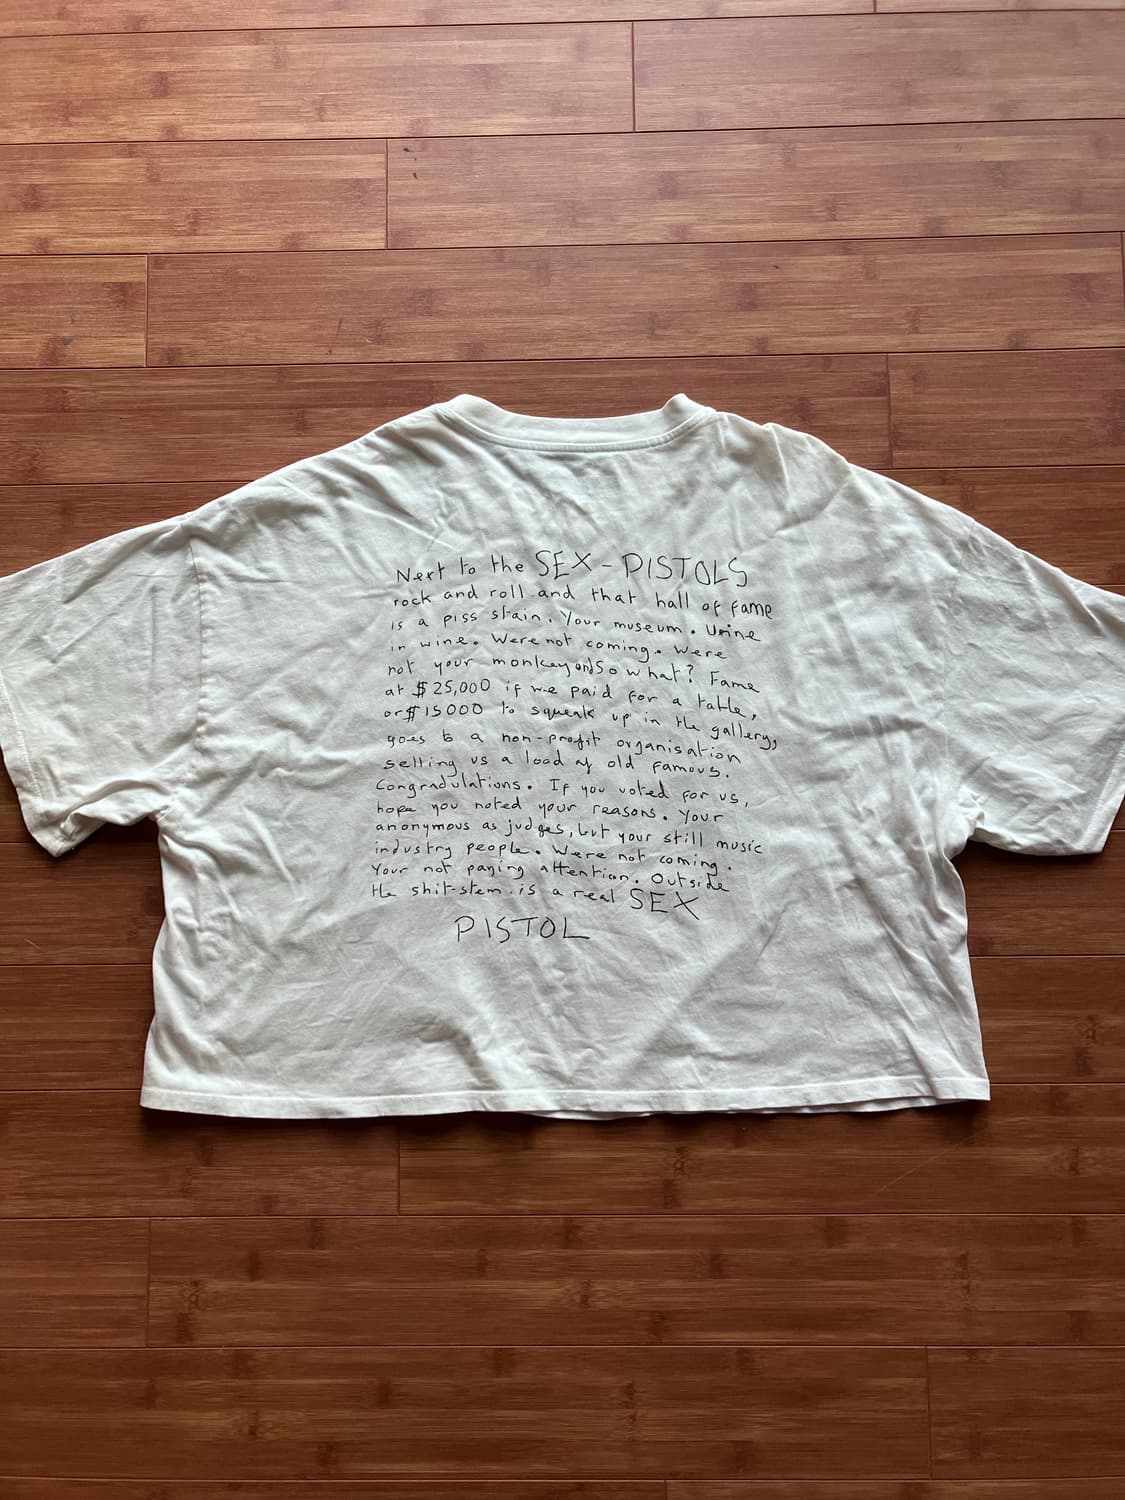 Next to the SEX-PISTOLS
rock and roll and that hall of fame
is a piss stain. Your museum. Urine
in wine. Were not coming. Were
not your monkey and so what? Fame
at $25,000 if we paid for a table,
or $15000 to squeak up in the gallery,
goes to a non-profit organisation
selling us a load of old famous.
Congradulations. If you voted for us,
hope you noted your reasons. Your
anonymous as judges, but your still music
industry people. Were not coming.
Your not paying attention. Outside
the shit-stem is a real SEX
PISTOL